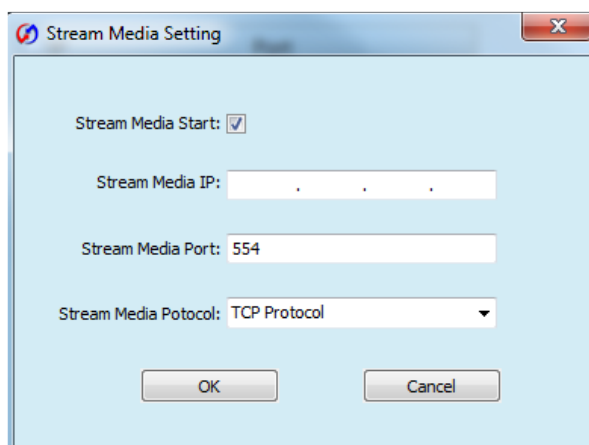 Stream Media Setting
Stream Media Start:
Stream Media IP: . . .
Stream Media Port: 554
Stream Media Potocol: TCP Protocol
OK Cancel